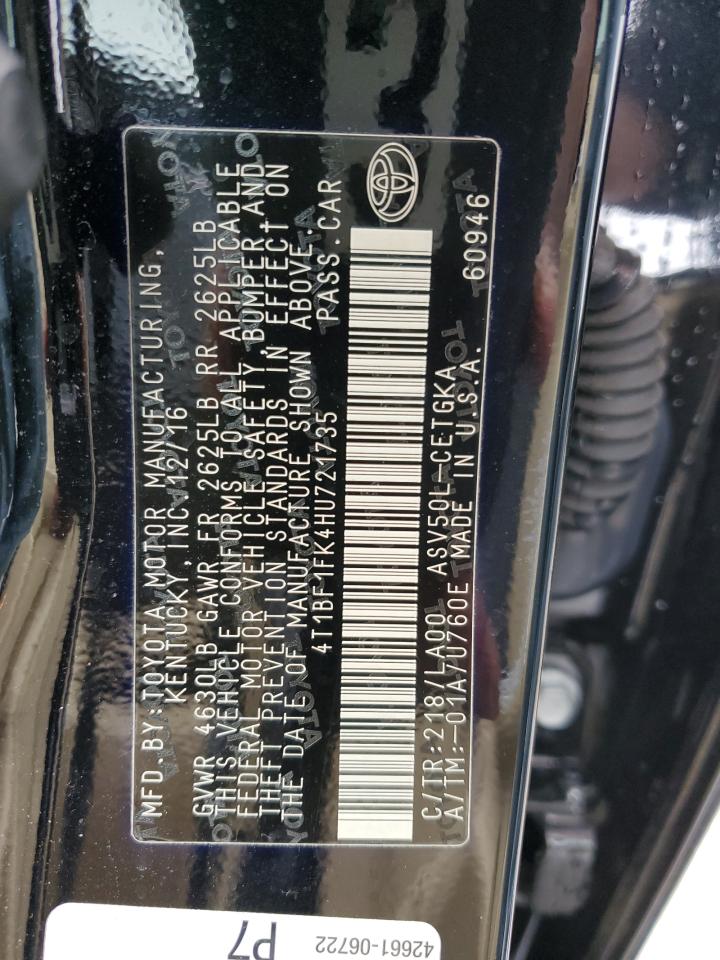 MFD.BY:TOYOTA MOTOR MANUFACTURING,
KENTUCKY, INC 12/16
GVWR 4630LB GAWR FR 2625LB RR 2625LB
THIS VEHICLE CONFORMS TO ALL APPLICABLE
FEDERAL MOTOR VEHICLE SAFETY, BUMPER AND
THEFT PREVENTION STANDARDS IN EFFECT ON
THE DATE OF MANUFACTURE SHOWN ABOVE.
4T1BF1FK4HU721735 PASS.CAR
C/TR:218/LA00 ASV50L-CETGKA
A/TM:-01A/U760E MADE IN U.S.A. 60946
P7 42661-06722